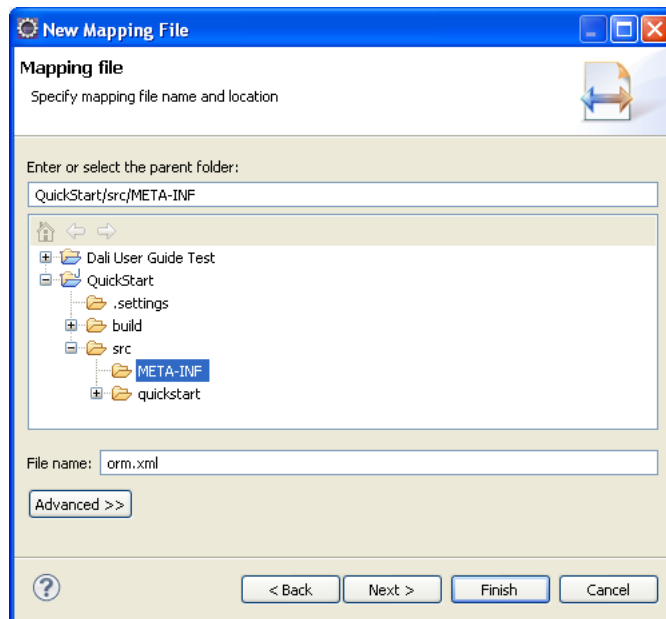 New Mapping File
Mapping file
Specify mapping file name and location
Enter or select the parent folder:
QuickStart/src/META-INF
Dali User Guide Test
QuickStart
.settings
build
src
META-INF
quickstart
File name: orm.xml
Advanced >>
? < Back Next > Finish Cancel